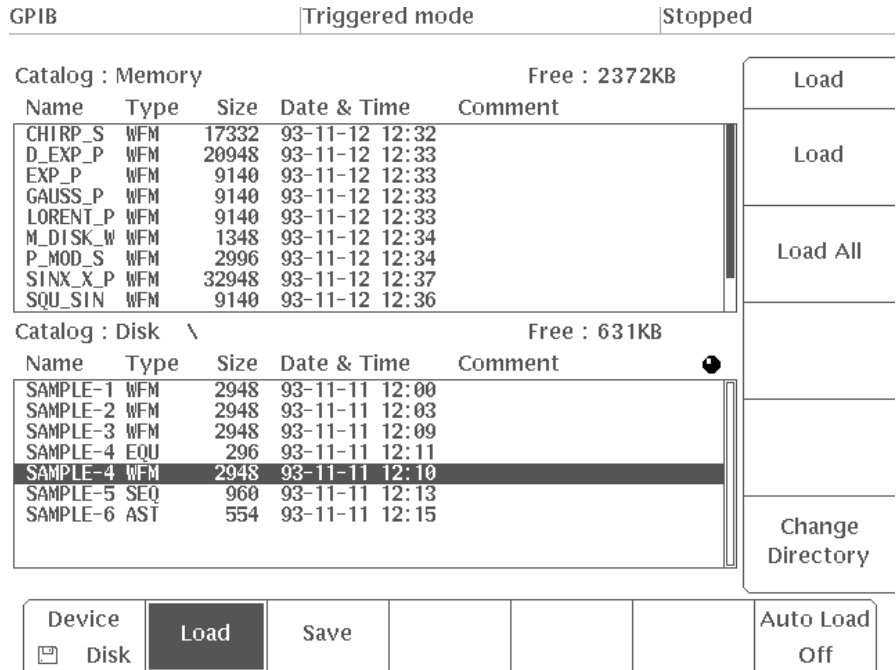 GPIB Triggered mode Stopped
Catalog : Memory Free : 2372KB
Name Type Size Date & Time Comment
CHIRP_S WFM 17332 93-11-12 12:32
D_EXP_P WFM 20948 93-11-12 12:33
EXP_P WFM 9140 93-11-12 12:33
GAUSS_P WFM 9140 93-11-12 12:33
LORENT_P WFM 9140 93-11-12 12:33
M_DISK_W WFM 1348 93-11-12 12:34
P_MOD_S WFM 2996 93-11-12 12:34
SINX_X_P WFM 32948 93-11-12 12:37
SQU_SIN WFM 9140 93-11-12 12:36
Catalog : Disk \ Free : 631KB
Name Type Size Date & Time Comment
SAMPLE-1 WFM 2948 93-11-11 12:00
SAMPLE-2 WFM 2948 93-11-11 12:03
SAMPLE-3 WFM 2948 93-11-11 12:09
SAMPLE-4 EQU 296 93-11-11 12:11
SAMPLE-4 WFM 2948 93-11-11 12:10
SAMPLE-5 SEQ 960 93-11-11 12:13
SAMPLE-6 AST 554 93-11-11 12:15
Load
Load
Load All
Change
Directory
Device
Disk
Load
Save
Auto Load
Off